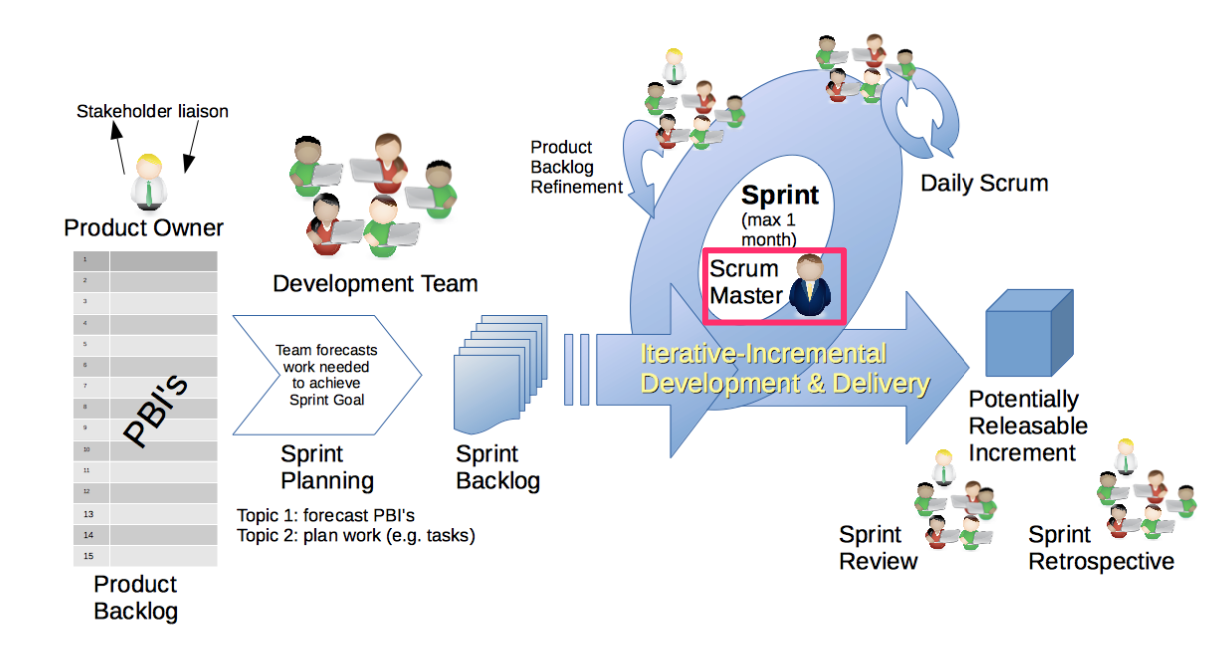 Stakeholder liaison
Product Owner
1
2
3
4
5
6
7
8
9
10
11
12
13
14
15
PBI's
Product
Backlog
Development Team
Team forecasts
work needed
to achieve
Sprint Goal
Sprint
Planning
Topic 1: forecast PBI's
Topic 2: plan work (e.g. tasks)
Sprint
Backlog
Product
Backlog
Refinement
Sprint
(max 1
month)
Scrum
Master
Daily Scrum
Iterative-Incremental
Development & Delivery
Potentially
Releasable
Increment
Sprint
Review
Sprint
Retrospective